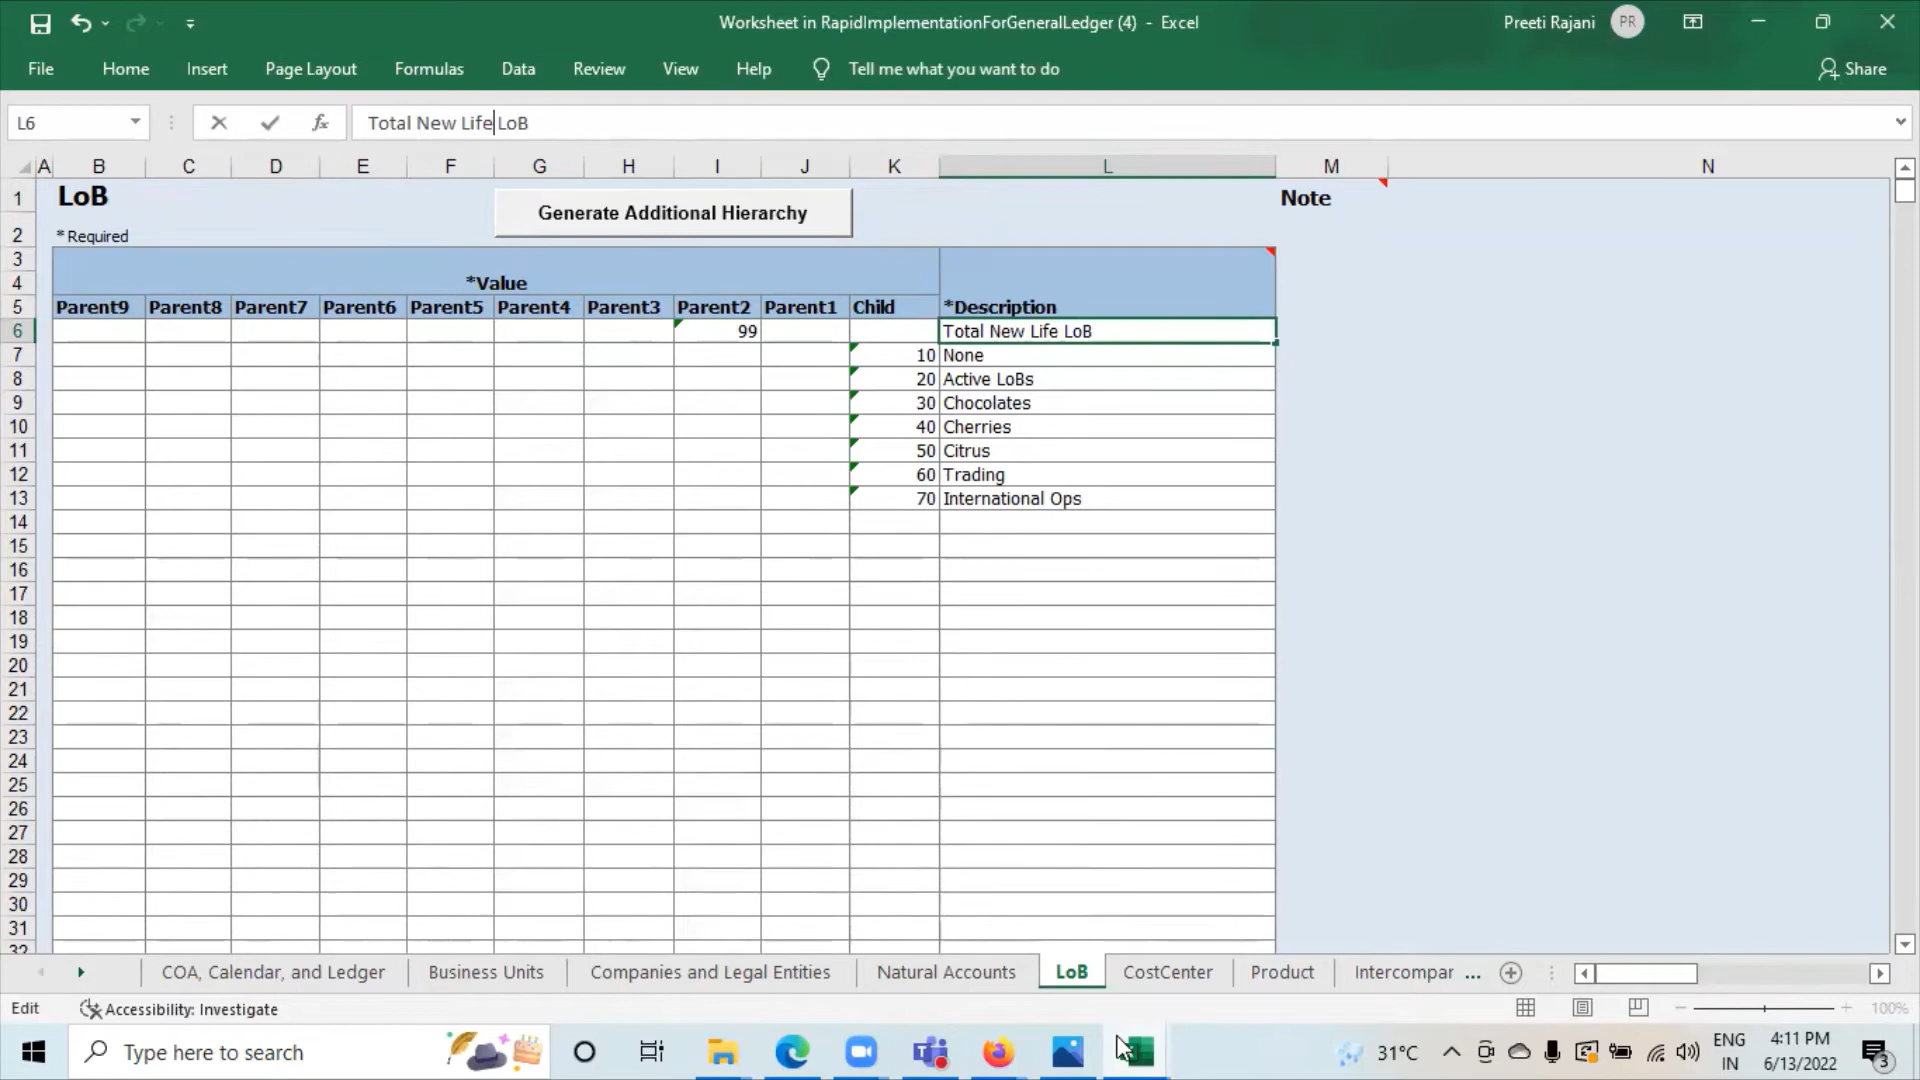 Worksheet in RapidImplementationForGeneralLedger (4) - Excel
Preeti Rajani PR
File Home Insert Page Layout Formulas Data Review View Help Tell me what you want to do Share
L6 fx Total New Life LoB
A B C D E F G H I J K L M N
1 LoB Generate Additional Hierarchy Note
2 * Required
3
4 *Value
5 Parent9 Parent8 Parent7 Parent6 Parent5 Parent4 Parent3 Parent2 Parent1 Child *Description
6 99 Total New Life LoB
7 10 None
8 20 Active LoBs
9 30 Chocolates
10 40 Cherries
11 50 Citrus
12 60 Trading
13 70 International Ops
14
15
16
17
18
19
20
21
22
23
24
25
26
27
28
29
30
31
32
COA, Calendar, and Ledger Business Units Companies and Legal Entities Natural Accounts LoB CostCenter Product Intercompar ...
Edit Accessibility: Investigate 100%
Type here to search 31°C ENG 4:11 PM
IN 6/13/2022 3